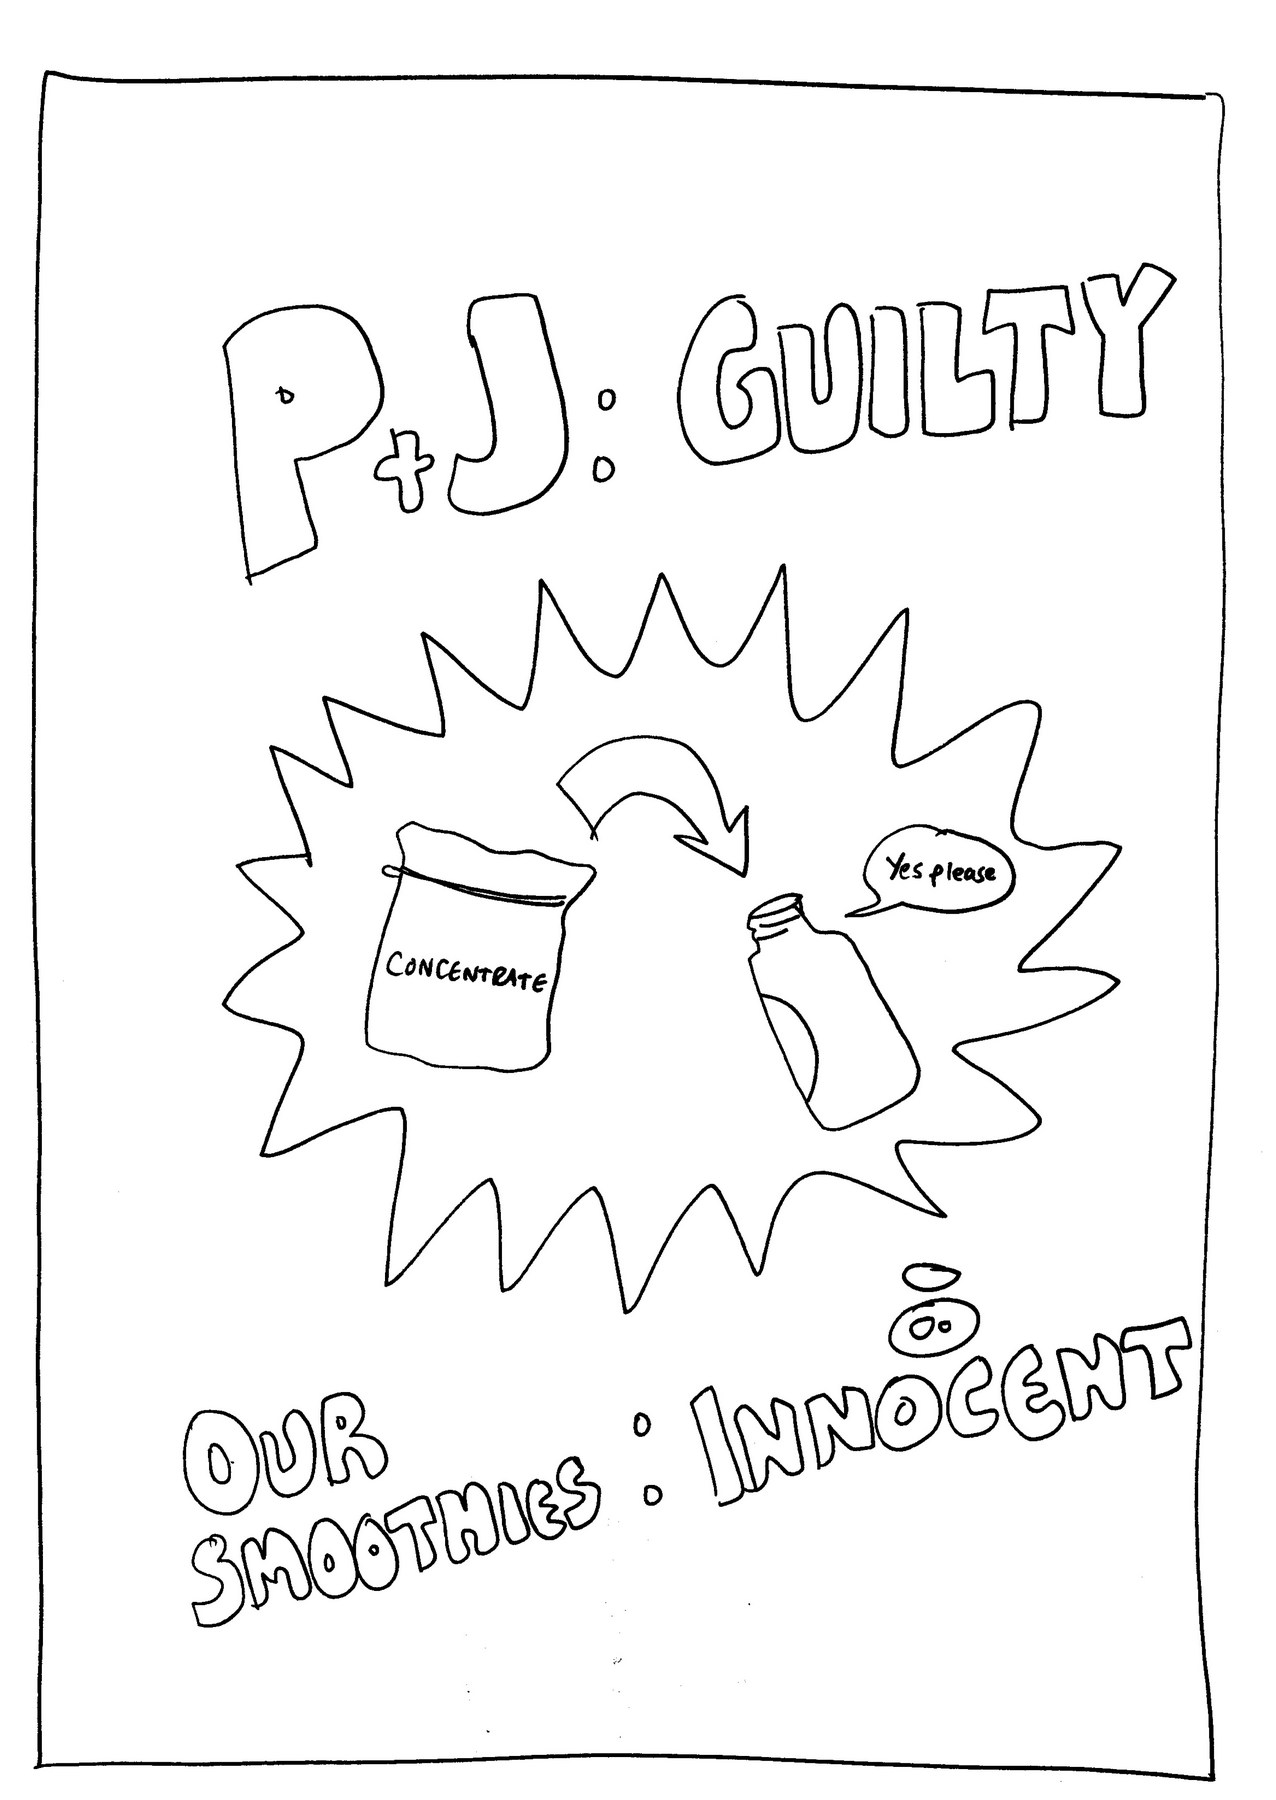 P+J: GUILTY
Yes please
CONCENTRATE
OUR
SMOOTHIES: INNOCENT